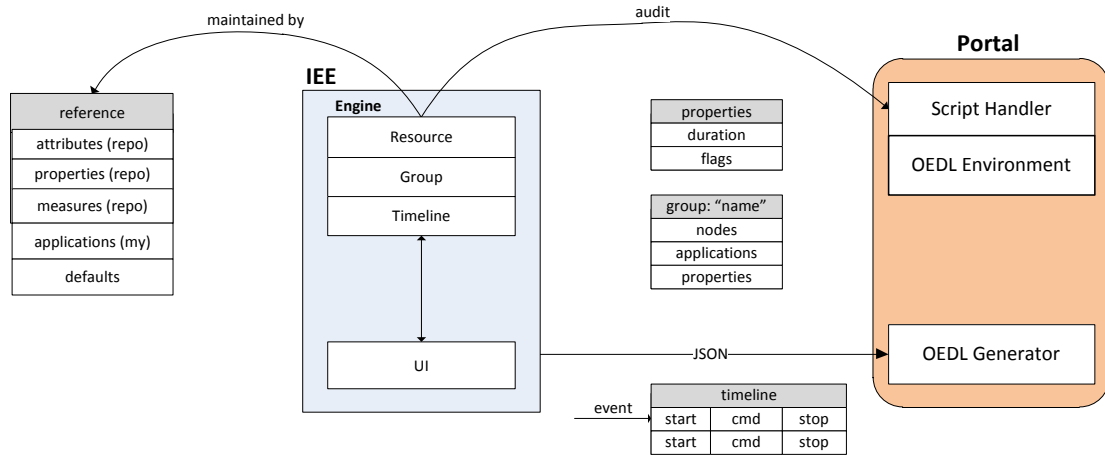 maintained by
audit
Portal
IEE
reference
attributes (repo)
properties (repo)
measures (repo)
applications (my)
defaults
Engine
Resource
Group
Timeline
UI
properties
duration
flags
group: “name”
nodes
applications
properties
Script Handler
OEDL Environment
JSON
OEDL Generator
event
timeline
start cmd stop
start cmd stop